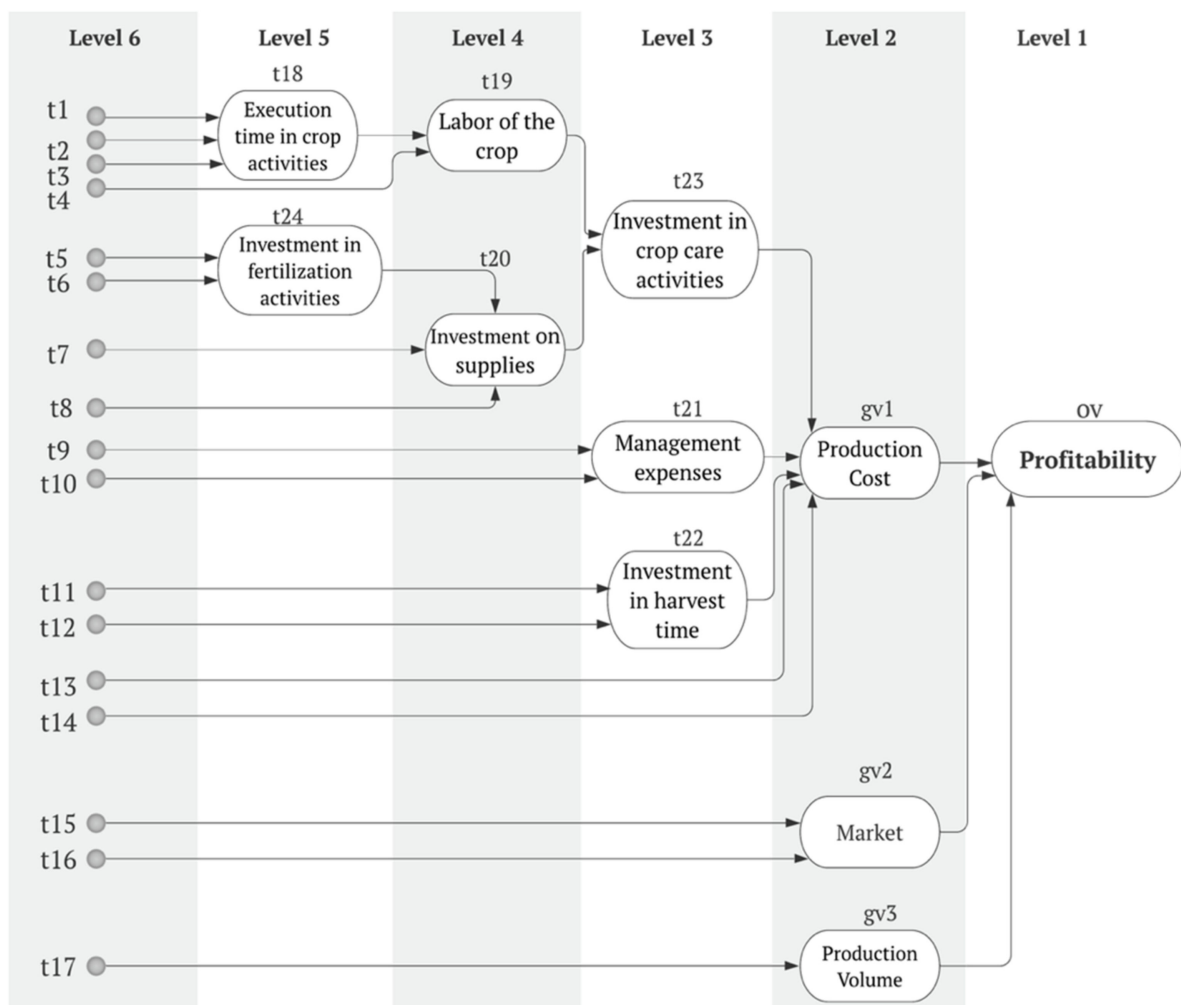 Level 6
Level 5
Level 4
Level 3
Level 2
Level 1
t1
t2
t3
t4
t18
Execution
time in crop
activities
t19
Labor of the
crop
t5
t6
t24
Investment in
fertilization
activities
t20
Investment on
supplies
t7
t8
t23
Investment in
crop care
activities
t9
t10
t21
Management
expenses
gv1
Production
Cost
ov
Profitability
t11
t12
t22
Investment
in harvest
time
t13
t14
t15
t16
gv2
Market
t17
gv3
Production
Volume